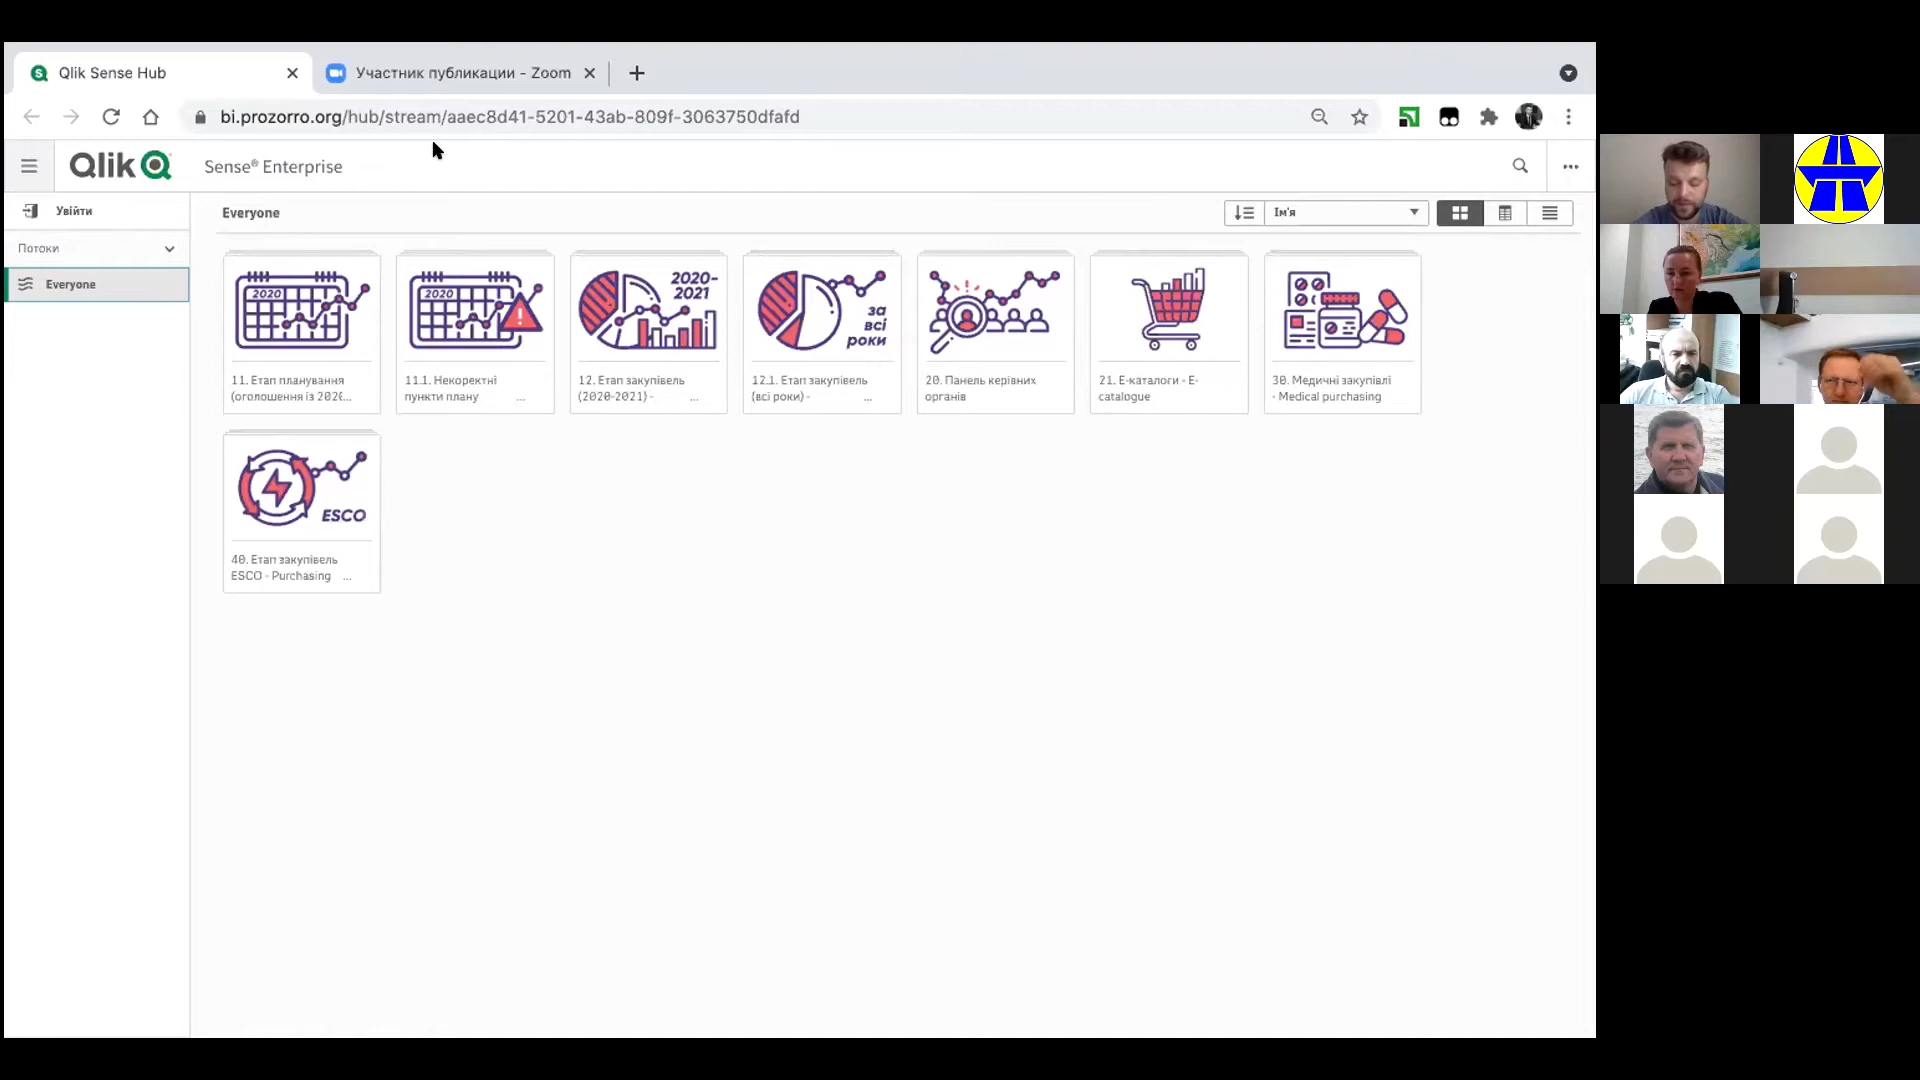 Qlik Sense Hub
Участник публикации - Zoom
bi.prozorro.org/hub/stream/aaec8d41-5201-43ab-809f-3063750dfafd
Qlik
Sense® Enterprise
Увійти
Everyone
Ім'я
Потоки
Everyone
2020
2020
2020-
2021
за
всі
роки
11. Етап планування
(оголошення із 202(...
11.1. Некоректні
пункти плану ...
12. Етап закупівель
(2020-2021) - ...
12.1. Етап закупівель
(всі роки) - ...
20. Панель керівних
органів
21. Е-каталоги - E-
catalogue
30. Медичні закупівлі
- Medical purchasing
ESCO
40. Етап закупівель
ESCO - Purchasing ...